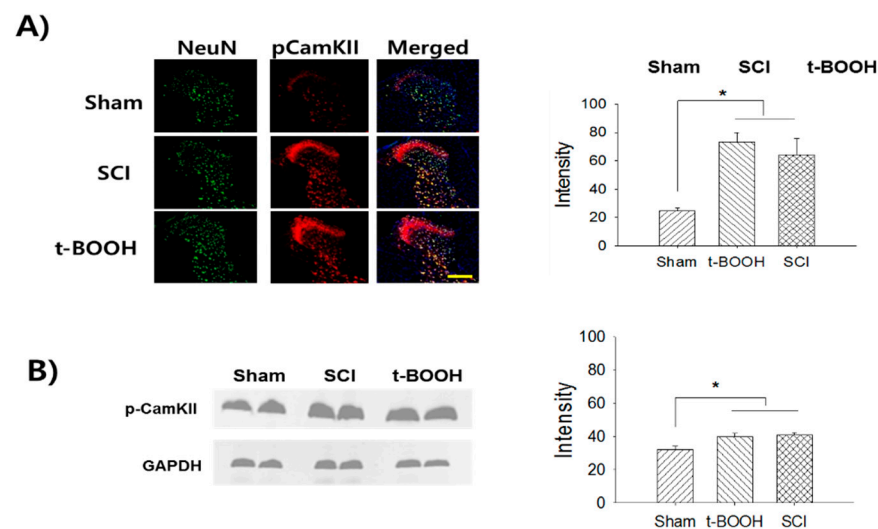 A)
NeuN pCamKII Merged
Sham
SCI
t-BOOH
Sham SCI t-BOOH
Intensity
100
80
60
40
20
0
*
Sham t-BOOH SCI
B)
Sham SCI t-BOOH
p-CamKII
GAPDH
Intensity
100
80
60
40
20
0
*
Sham t-BOOH SCI